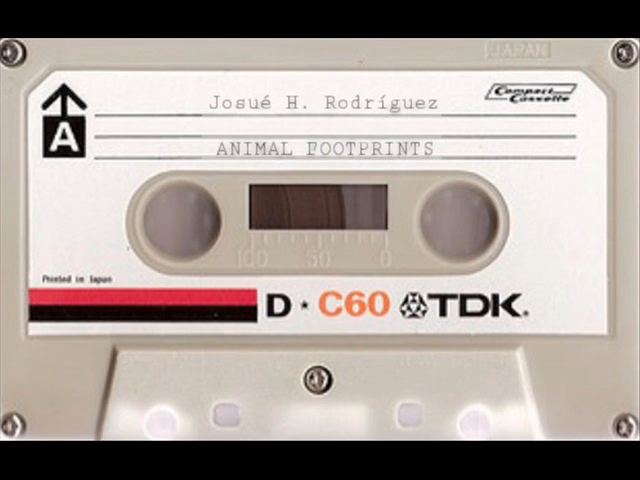 JAPAN
Compact
Cassette
Josué H. Rodríguez
A
ANIMAL FOOTPRINTS
100 50 0
Printed in Japan
D * C60 TDK.